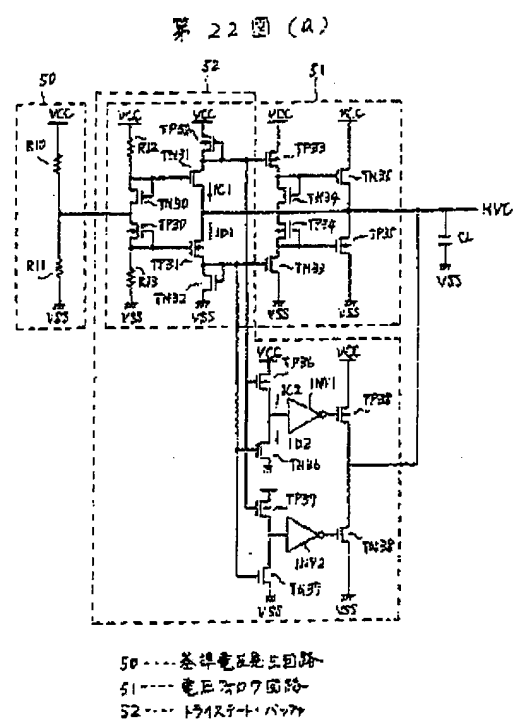 第 22 図 (a)
52
50
51
VCC
VCC
VCC
VCC
VCC
R10
R12
TP32
TN31
TP33
TN35
IC1
TN30
TN34
TP30
TP34
HVC
ID1
R11
TP31
TP35
CL
R13
TN32
TN33
VSS
VSS
VSS
VSS
VSS
VSS
VCC
VCC
TP36
IC2
INV1
TP38
ID2
TN36
TP37
TN38
INV2
TN37
VSS
VSS
50 ---- 基準電圧発生回路
51 ---- 電圧フォロワ回路
52 ---- トライステート・バッファ